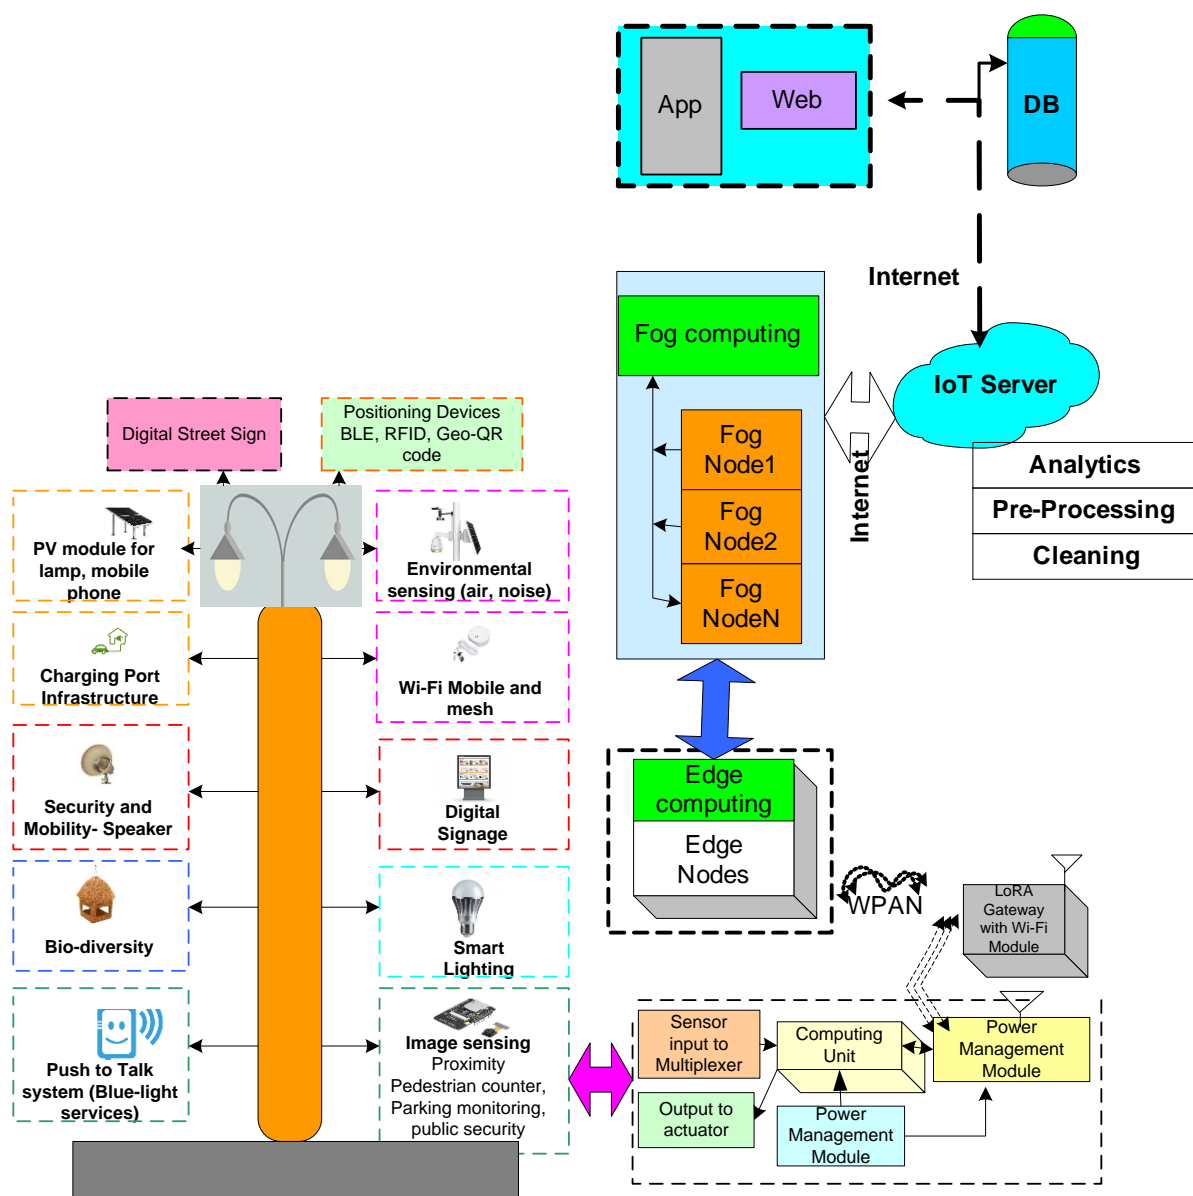 App
Web
DB
Internet
Fog computing
IoT Server
Fog
Node1
Fog
Node2
Fog
NodeN
Internet
Analytics
Pre-Processing
Cleaning
Digital Street Sign
Positioning Devices
BLE, RFID, Geo-QR
code
PV module for
lamp, mobile
phone
Environmental
sensing (air, noise)
Charging Port
Infrastructure
Wi-Fi Mobile and
mesh
Security and
Mobility- Speaker
Digital
Signage
Bio-diversity
Smart
Lighting
Push to Talk
system (Blue-light
services)
Image sensing
Proximity
Pedestrian counter,
Parking monitoring,
public security
Edge
computing
Edge
Nodes
WPAN
LoRA
Gateway
with Wi-Fi
Module
Sensor
input to
Multiplexer
Computing
Unit
Power
Management
Module
Output to
actuator
Power
Management
Module